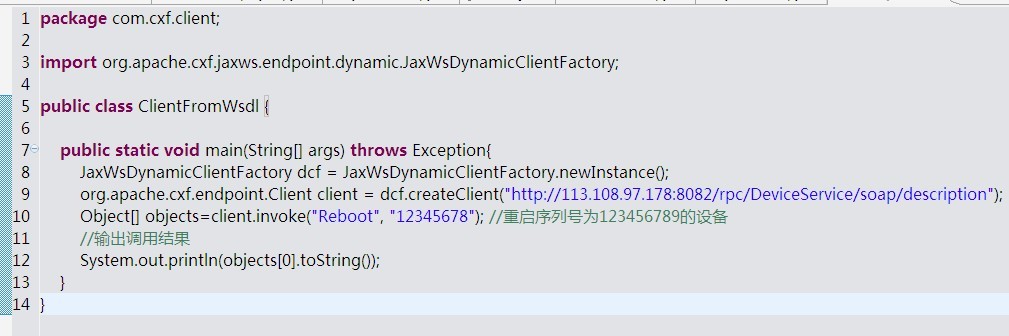 1 package com.cxf.client;
2
3 import org.apache.cxf.jaxws.endpoint.dynamic.JaxWsDynamicClientFactory;
4
5 public class ClientFromWsdl {
6
7 public static void main(String[] args) throws Exception{
8 JaxWsDynamicClientFactory dcf = JaxWsDynamicClientFactory.newInstance();
9 org.apache.cxf.endpoint.Client client = dcf.createClient("http://113.108.97.178:8082/rpc/DeviceService/soap/description");
10 Object[] objects=client.invoke("Reboot", "12345678"); //重启序列号为123456789的设备
11 //输出调用结果
12 System.out.println(objects[0].toString());
13 }
14 }